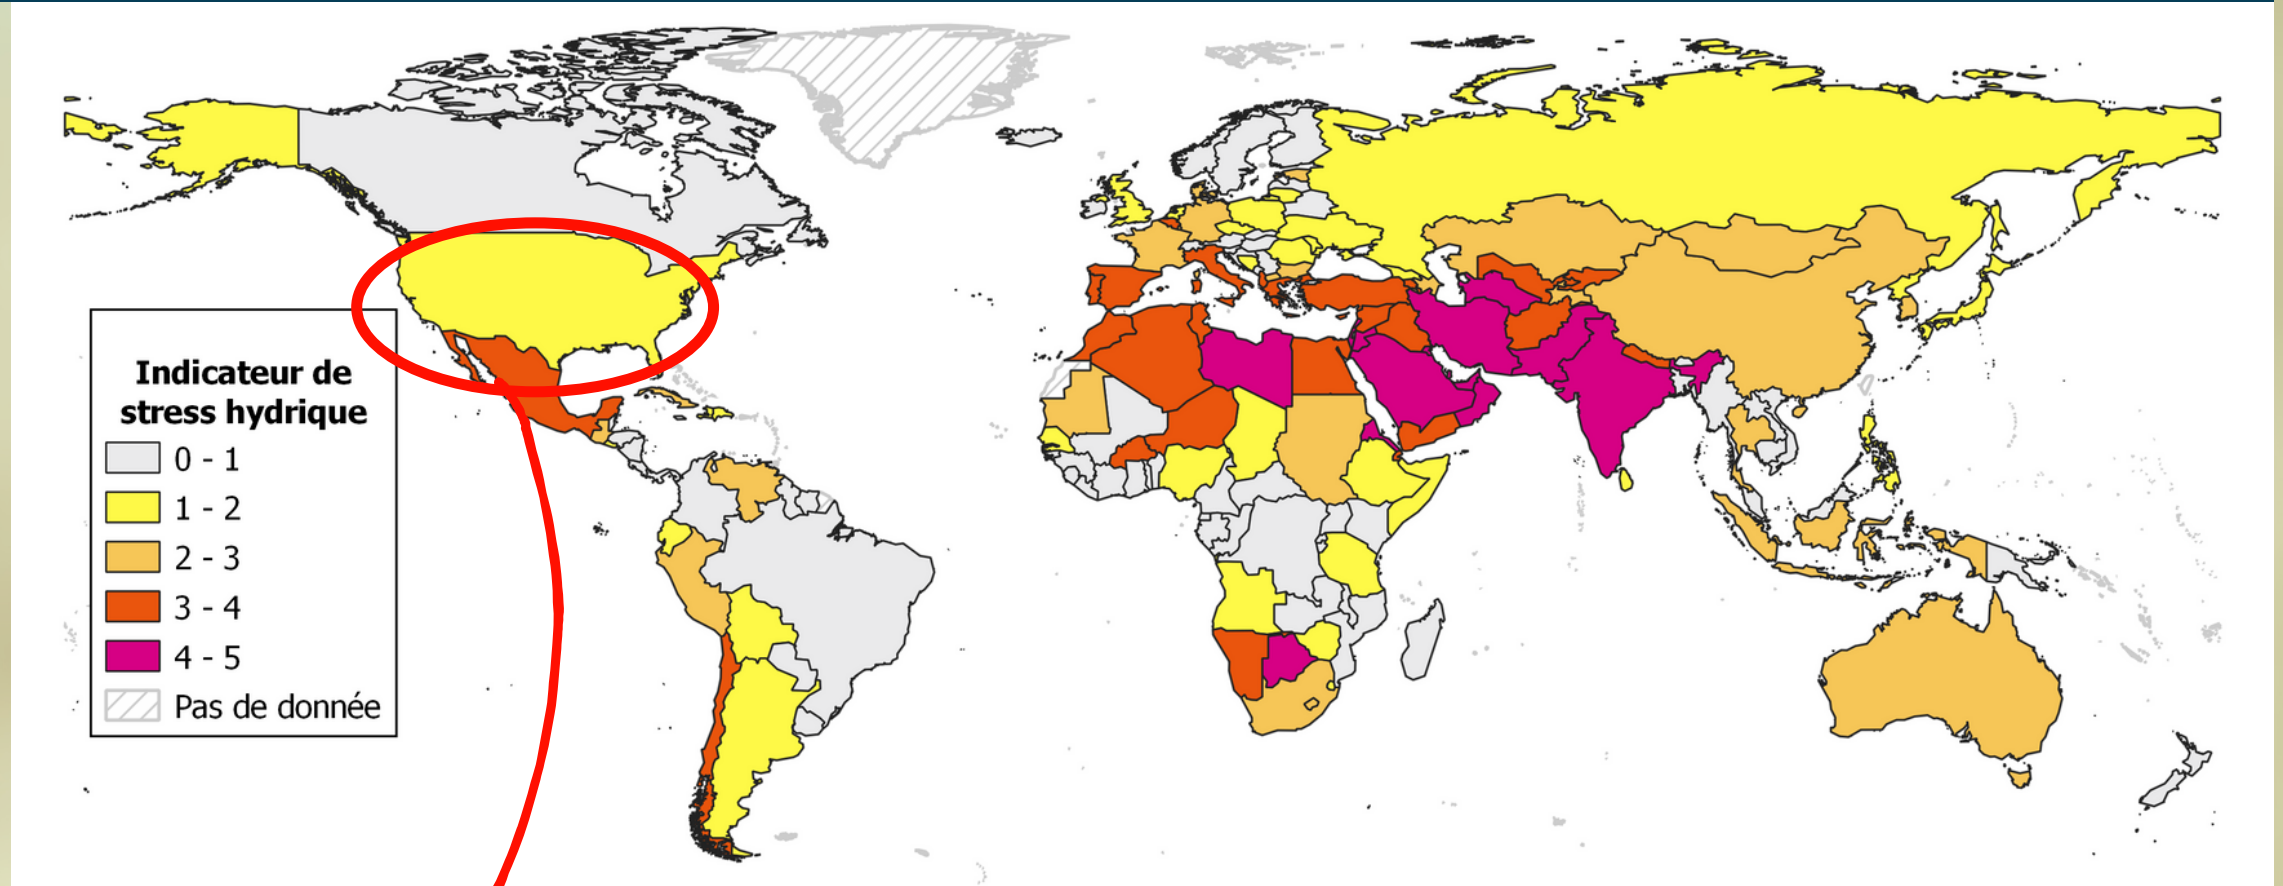 Indicateur de
stress hydrique
0 - 1
1 - 2
2 - 3
3 - 4
4 - 5
Pas de donnée